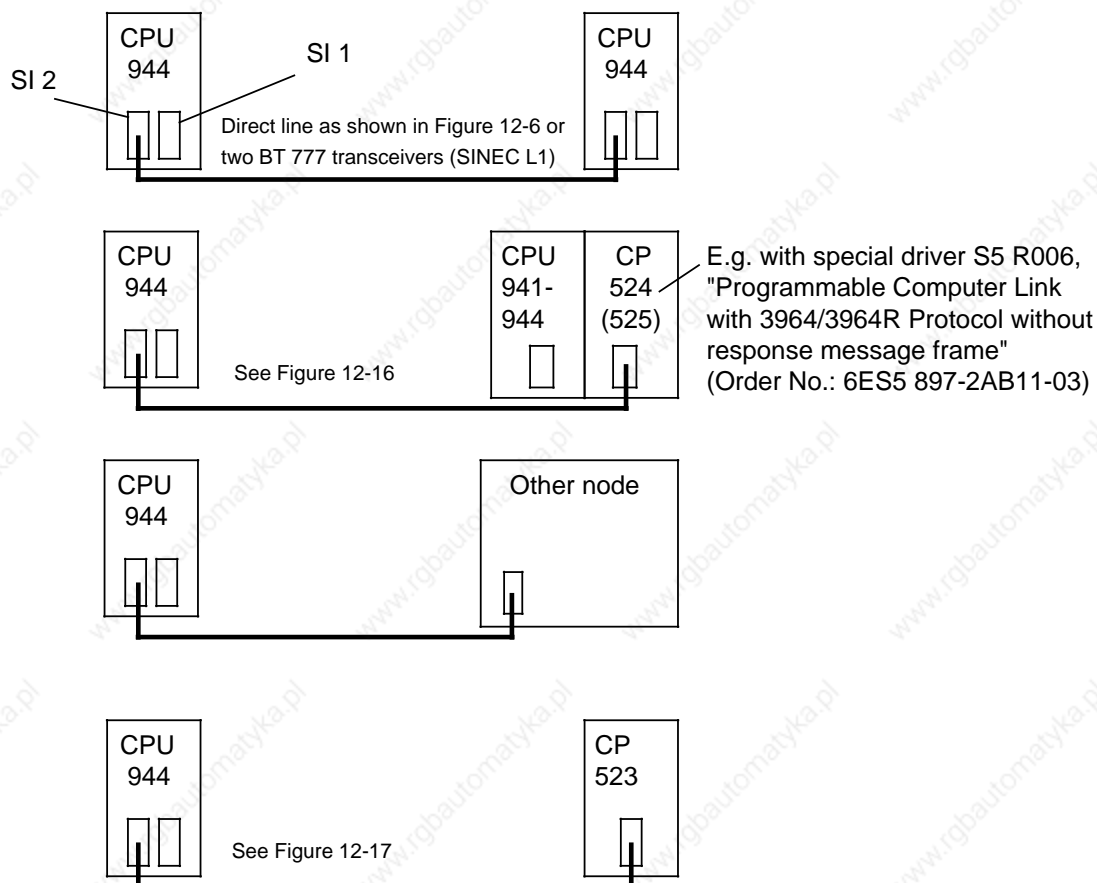 CPU
944
SI 1
SI 2
CPU
944
Direct line as shown in Figure 12-6 or
two BT 777 transceivers (SINEC L1)
CPU
944
See Figure 12-16
CPU
941-
944
CP
524
(525)
E.g. with special driver S5 R006,
"Programmable Computer Link
with 3964/3964R Protocol without
response message frame"
(Order No.: 6ES5 897-2AB11-03)
CPU
944
Other node
CPU
944
See Figure 12-17
CP
523
www.rgbautomatyka.pl